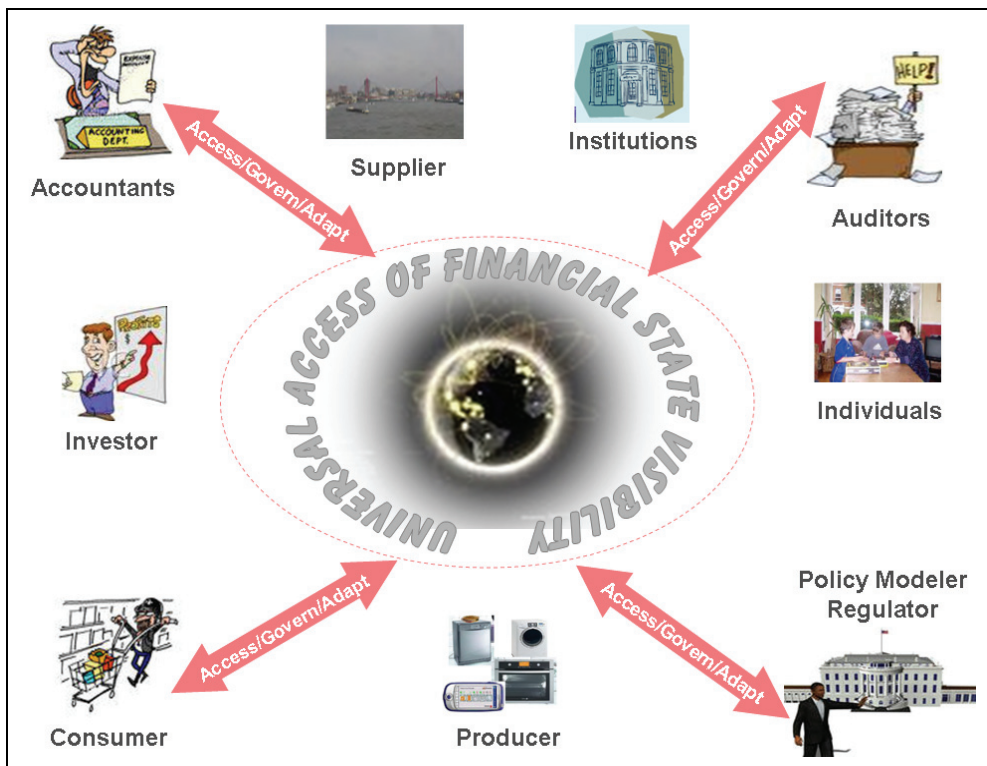 EXPENSE
ACCOUNTING
DEPT.
Accountants
Supplier
Institutions
HELP!
Auditors
Access/Govern/Adapt
Access/Govern/Adapt
UNIVERSAL ACCESS OF FINANCIAL STATE VISIBILITY
PROFITS
$
Investor
Individuals
Access/Govern/Adapt
Access/Govern/Adapt
Consumer
Producer
Policy Modeler
Regulator